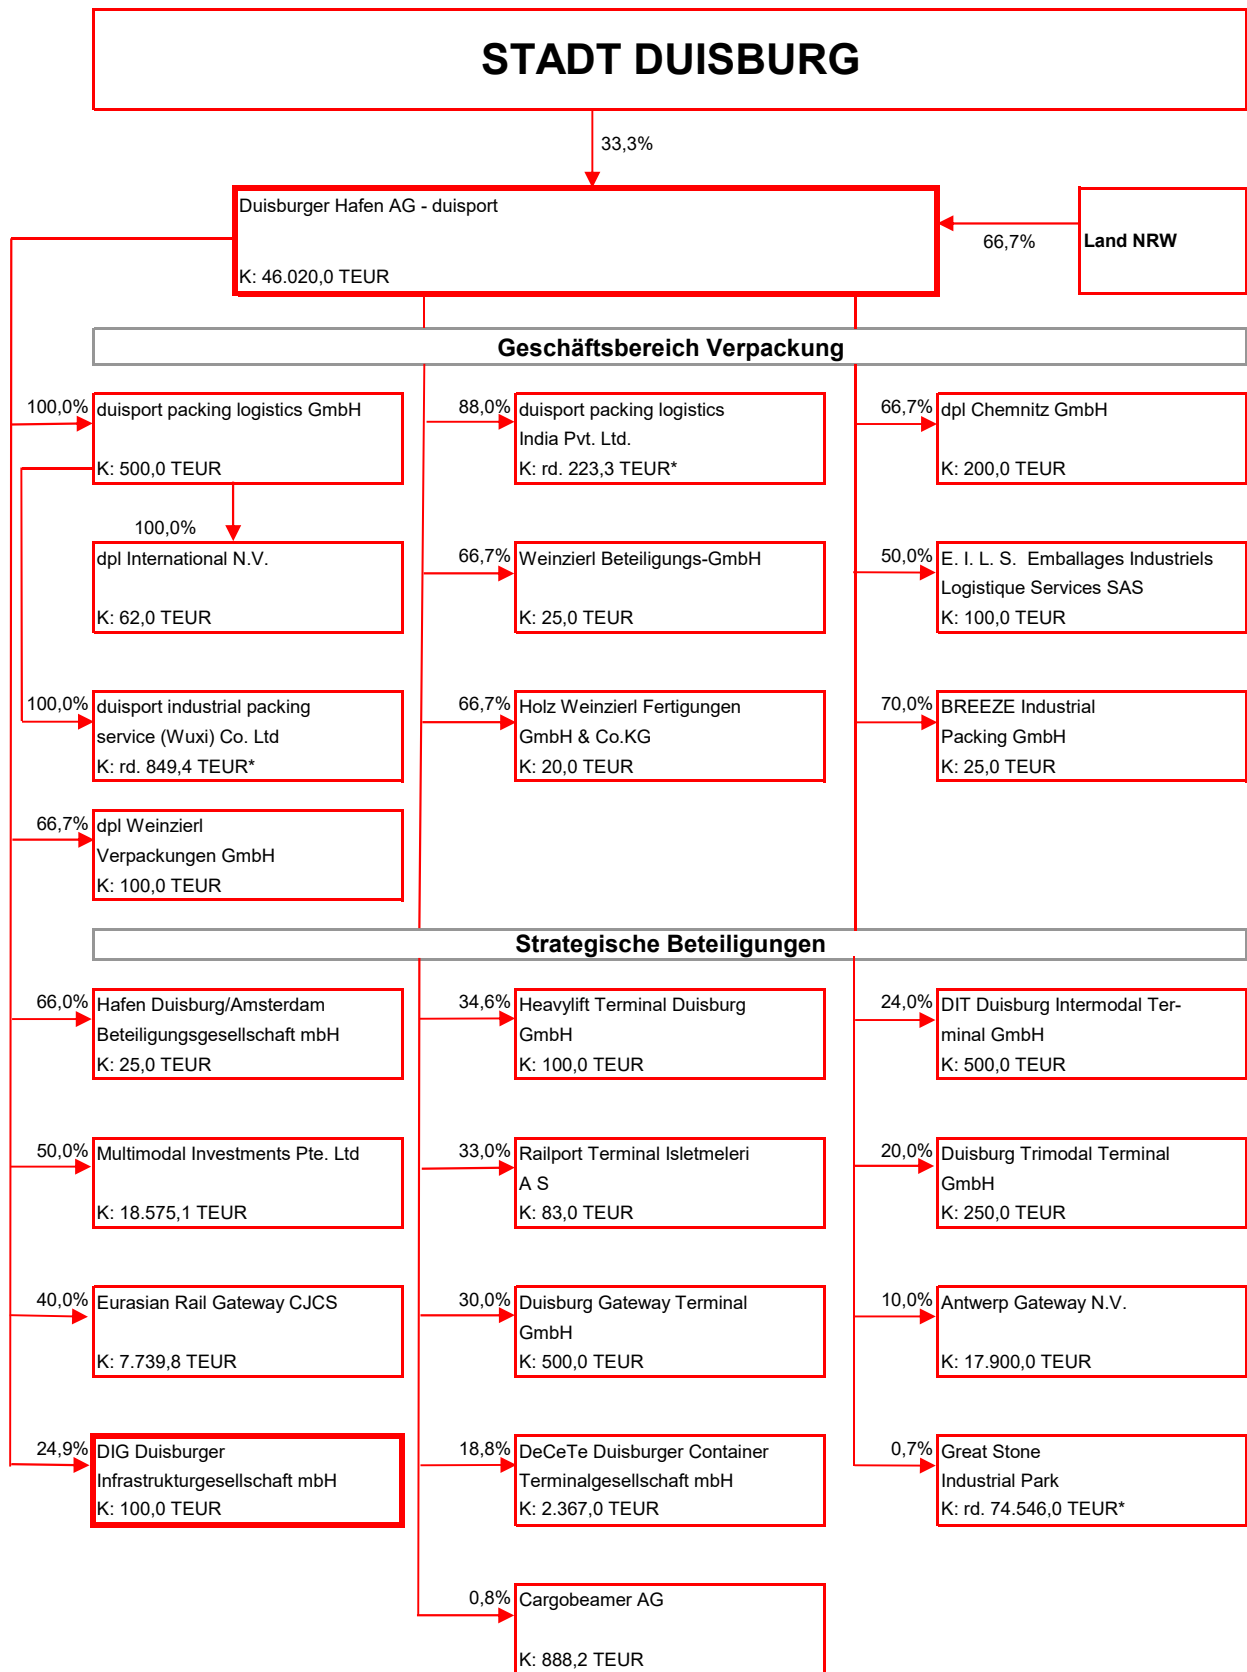 STADT DUISBURG
33,3%
Duisburger Hafen AG - duisport
K: 46.020,0 TEUR
66,7%
Land NRW
Geschäftsbereich Verpackung
100,0%
duisport packing logistics GmbH
K: 500,0 TEUR
88,0%
duisport packing logistics
India Pvt. Ltd.
K: rd. 223,3 TEUR*
66,7%
dpl Chemnitz GmbH
K: 200,0 TEUR
100,0%
dpl International N.V.
K: 62,0 TEUR
66,7%
Weinzierl Beteiligungs-GmbH
K: 25,0 TEUR
50,0%
E. I. L. S. Emballages Industriels
Logistique Services SAS
K: 100,0 TEUR
100,0%
duisport industrial packing
service (Wuxi) Co. Ltd
K: rd. 849,4 TEUR*
66,7%
Holz Weinzierl Fertigungen
GmbH & Co.KG
K: 20,0 TEUR
70,0%
BREEZE Industrial
Packing GmbH
K: 25,0 TEUR
66,7%
dpl Weinzierl
Verpackungen GmbH
K: 100,0 TEUR
Strategische Beteiligungen
66,0%
Hafen Duisburg/Amsterdam
Beteiligungsgesellschaft mbH
K: 25,0 TEUR
34,6%
Heavylift Terminal Duisburg
GmbH
K: 100,0 TEUR
24,0%
DIT Duisburg Intermodal Ter-
minal GmbH
K: 500,0 TEUR
50,0%
Multimodal Investments Pte. Ltd
K: 18.575,1 TEUR
33,0%
Railport Terminal Isletmeleri
A S
K: 83,0 TEUR
20,0%
Duisburg Trimodal Terminal
GmbH
K: 250,0 TEUR
40,0%
Eurasian Rail Gateway CJCS
K: 7.739,8 TEUR
30,0%
Duisburg Gateway Terminal
GmbH
K: 500,0 TEUR
10,0%
Antwerp Gateway N.V.
K: 17.900,0 TEUR
24,9%
DIG Duisburger
Infrastrukturgesellschaft mbH
K: 100,0 TEUR
18,8%
DeCeTe Duisburger Container
Terminalgesellschaft mbH
K: 2.367,0 TEUR
0,7%
Great Stone
Industrial Park
K: rd. 74.546,0 TEUR*
0,8%
Cargobeamer AG
K: 888,2 TEUR